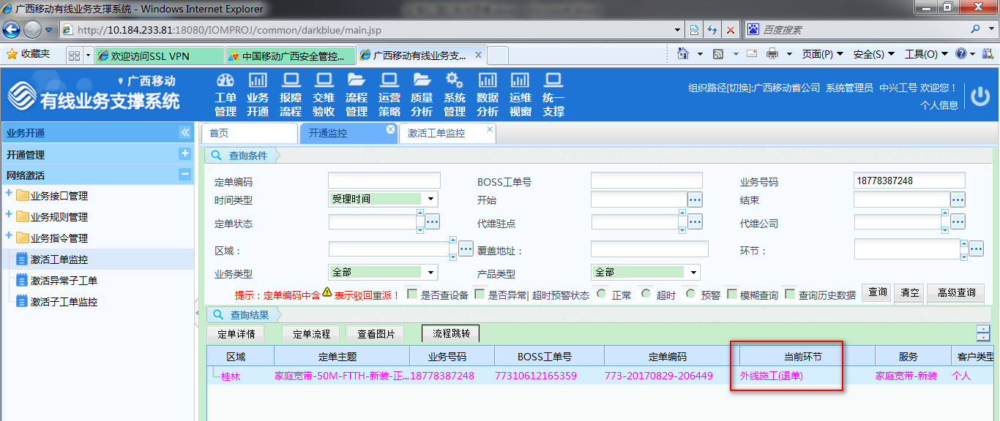 广西移动有线业务支撑系统 - Windows Internet Explorer
http://10.184.233.81:18080/IOMPROJ/common/darkblue/main.jsp
百度搜索
收藏夹
欢迎访问SSL VPN
中国移动广西安全管控...
广西移动有线业务支...
页面(P)
安全(S)
工具(O)
广西移动
有线业务支撑系统
工单管理
业务开通
报障流程
交维验收
流程管理
运营策略
质量分析
系统管理
数据分析
运维视窗
统一支撑
组织路径[切换]:广西移动省公司 系统管理员 中兴工号 欢迎您！
个人信息
业务开通
开通管理
网络激活
业务接口管理
业务规则管理
业务指令管理
激活工单监控
激活异常子工单
激活子工单监控
首页
开通监控
激活工单监控
查询条件
定单编码
BOSS工单号
业务号码
18778387248
时间类型
受理时间
开始
结束
定单状态
代维驻点
代维公司
区域：
覆盖地址：
环节：
业务类型
全部
产品类型
全部
提示：定单编码中含 表示驳回重派！
是否查设备
是否异常|
超时预警状态
正常
超时
预警
模糊查询
查询历史数据
查询
清空
高级查询
查询结果
定单详情
定单流程
查看图片
流程跳转
区域
定单主题
业务号码
BOSS工单号
定单编码
当前环节
服务
客户类型
桂林
家庭宽带-50M-FTTH-新装-正...
18778387248
77310612165359
773-20170829-206449
外线施工(退单)
家庭宽带-新装
个人